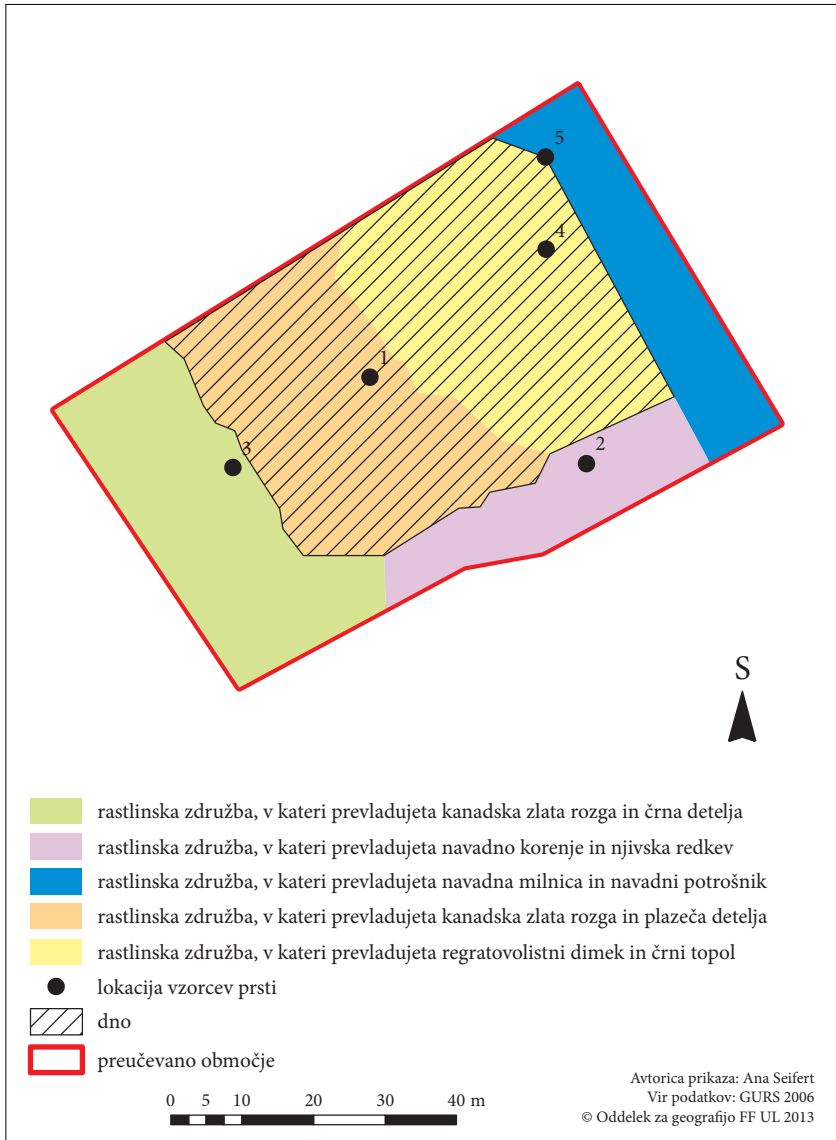 5
4
1
2
3
S
rastlinska združba, v kateri prevladujeta kanadska zlata rozga in črna detelja
rastlinska združba, v kateri prevladujeta navadno korenje in njivska redkev
rastlinska združba, v kateri prevladujeta navadna milnica in navadni potrošnik
rastlinska združba, v kateri prevladujeta kanadska zlata rozga in plazeča detelja
rastlinska združba, v kateri prevladujeta regratovolistni dimek in črni topol
lokacija vzorcev prsti
dno
preučevano območje
0 5 10 20 30 40 m
Avtorica prikaza: Ana Seifert
Vir podatkov: GURS 2006
© Oddelek za geografijo FF UL 2013